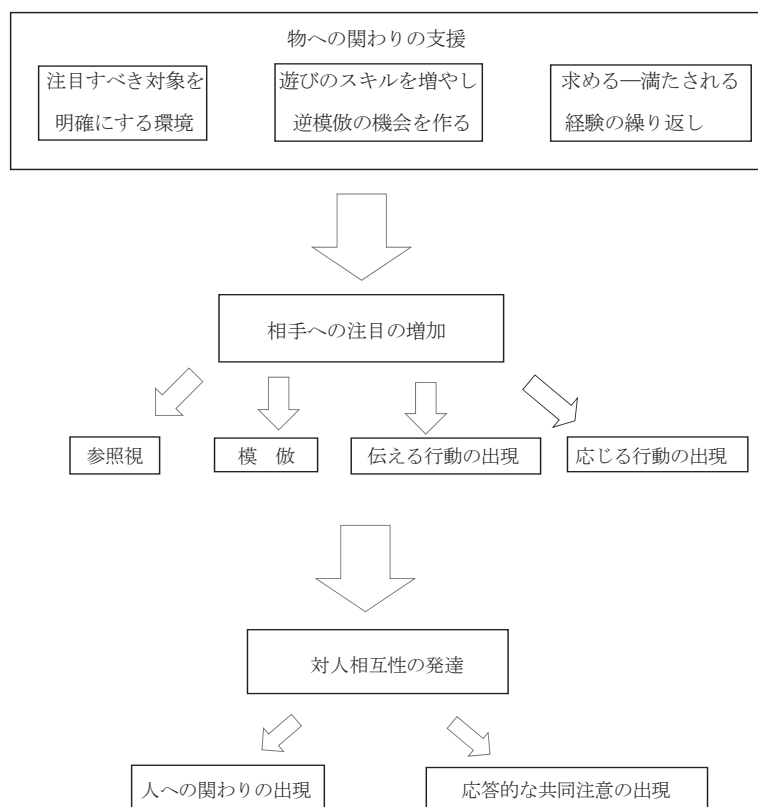 物への関わりの支援
注目すべき対象を
明確にする環境
遊びのスキルを増やし
逆模倣の機会を作る
求める―満たされる
経験の繰り返し
相手への注目の増加
参照視
模　倣
伝える行動の出現
応じる行動の出現
対人相互性の発達
人への関わりの出現
応答的な共同注意の出現